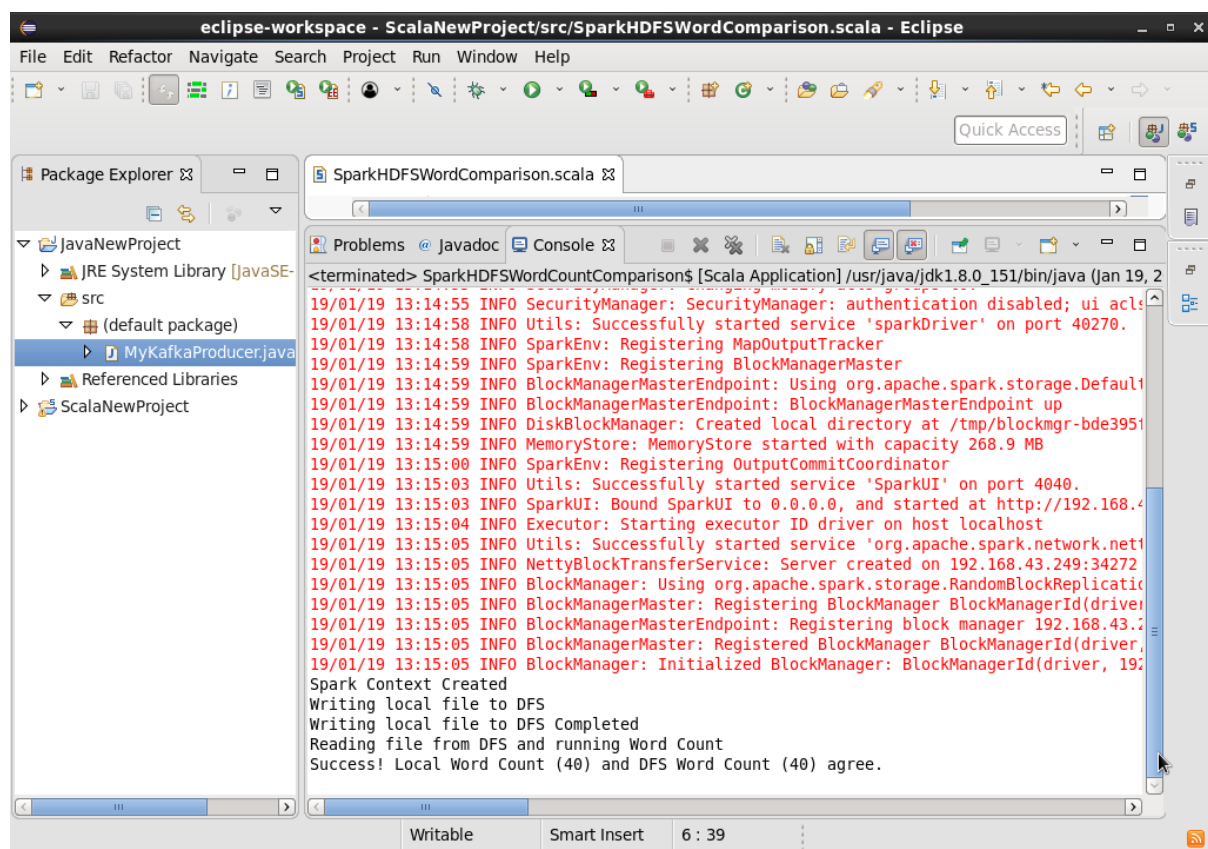 eclipse-workspace - ScalaNewProject/src/SparkHDFSWordComparison.scala - Eclipse
File Edit Refactor Navigate Search Project Run Window Help
Quick Access
Package Explorer
SparkHDFSWordComparison.scala
JavaNewProject
JRE System Library [JavaSE-
src
(default package)
MyKafkaProducer.java
Referenced Libraries
ScalaNewProject
Problems @ Javadoc Console
<terminated> SparkHDFSWordCountComparison$ [Scala Application] /usr/java/jdk1.8.0_151/bin/java (Jan 19, 2
19/01/19 13:14:55 INFO SecurityManager: SecurityManager: authentication disabled; ui acls
19/01/19 13:14:58 INFO Utils: Successfully started service 'sparkDriver' on port 40270.
19/01/19 13:14:58 INFO SparkEnv: Registering MapOutputTracker
19/01/19 13:14:59 INFO SparkEnv: Registering BlockManagerMaster
19/01/19 13:14:59 INFO BlockManagerMasterEndpoint: Using org.apache.spark.storage.Default
19/01/19 13:14:59 INFO BlockManagerMasterEndpoint: BlockManagerMasterEndpoint up
19/01/19 13:14:59 INFO DiskBlockManager: Created local directory at /tmp/blockmgr-bde395f
19/01/19 13:14:59 INFO MemoryStore: MemoryStore started with capacity 268.9 MB
19/01/19 13:15:00 INFO SparkEnv: Registering OutputCommitCoordinator
19/01/19 13:15:03 INFO Utils: Successfully started service 'SparkUI' on port 4040.
19/01/19 13:15:03 INFO SparkUI: Bound SparkUI to 0.0.0.0, and started at http://192.168.4
19/01/19 13:15:04 INFO Executor: Starting executor ID driver on host localhost
19/01/19 13:15:05 INFO Utils: Successfully started service 'org.apache.spark.network.nett
19/01/19 13:15:05 INFO NettyBlockTransferService: Server created on 192.168.43.249:34272
19/01/19 13:15:05 INFO BlockManager: Using org.apache.spark.storage.RandomBlockReplicatio
19/01/19 13:15:05 INFO BlockManagerMaster: Registering BlockManager BlockManagerId(driver
19/01/19 13:15:05 INFO BlockManagerMasterEndpoint: Registering block manager 192.168.43.2
19/01/19 13:15:05 INFO BlockManagerMaster: Registered BlockManager BlockManagerId(driver,
19/01/19 13:15:05 INFO BlockManager: Initialized BlockManager: BlockManagerId(driver, 192
Spark Context Created
Writing local file to DFS
Writing local file to DFS Completed
Reading file from DFS and running Word Count
Success! Local Word Count (40) and DFS Word Count (40) agree.
Writable Smart Insert 6 : 39